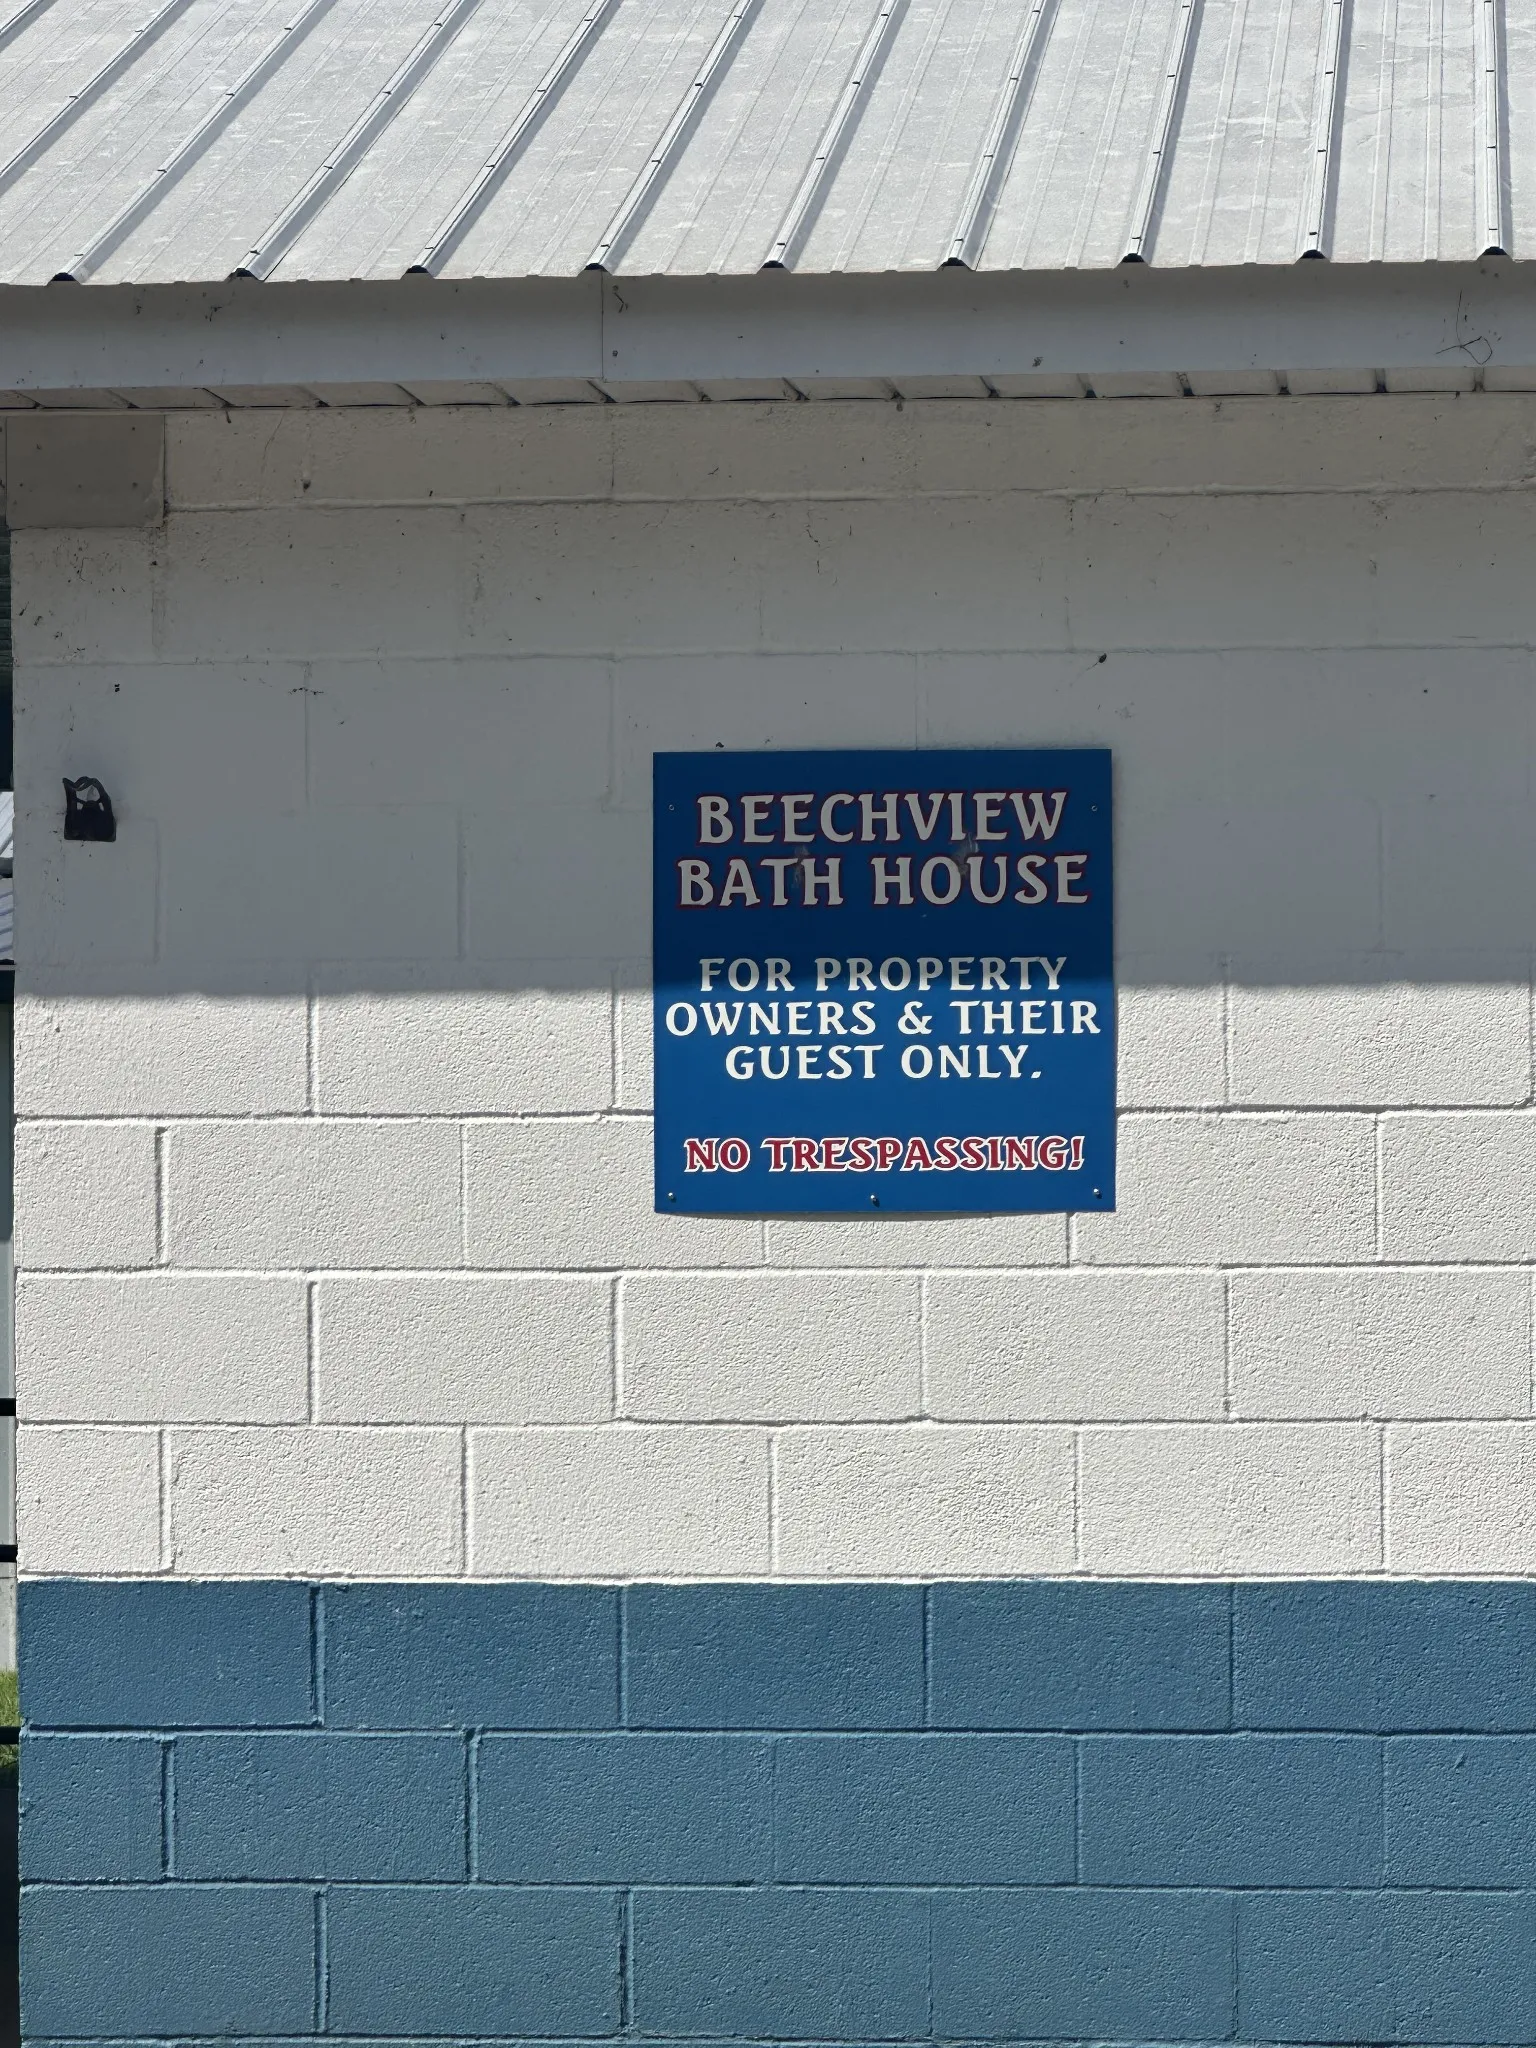 BEECHVIEW
BATH HOUSE
FOR PROPERTY
OWNERS & THEIR
GUEST ONLY.
NO TRESPASSING!